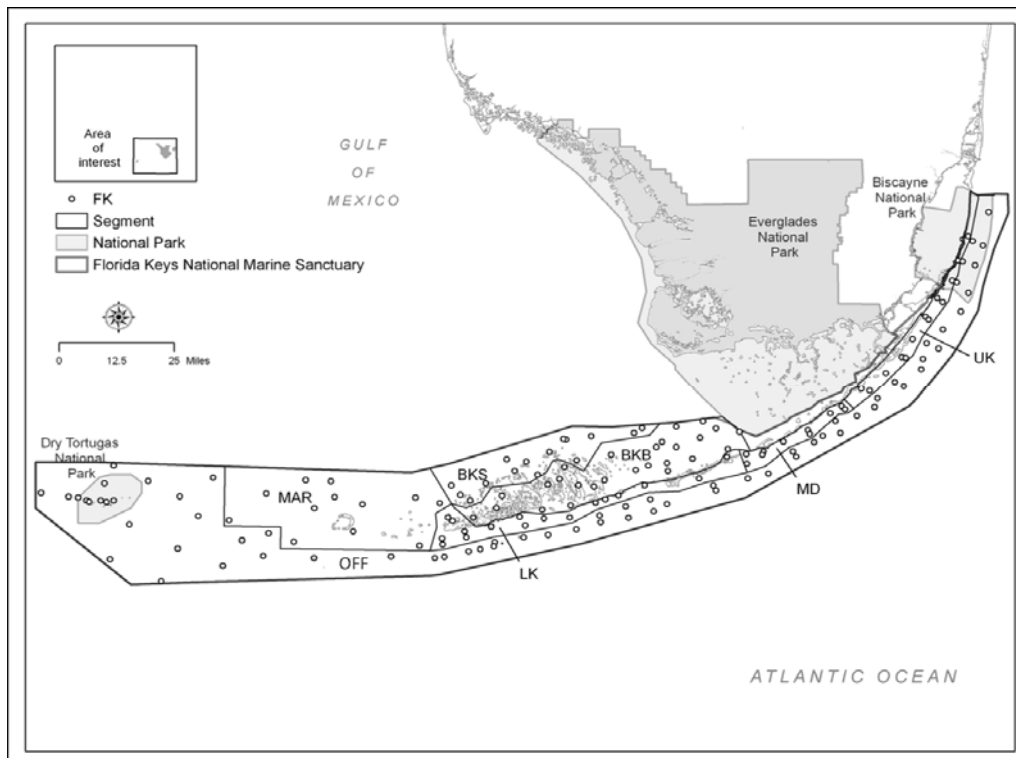 GULF
OF
MEXICO
Area
of
interest
FK
Segment
National Park
Florida Keys National Marine Sanctuary
0 12.5 25 Miles
Biscayne
National
Park
Everglades
National
Park
UK
Dry Tortugas
National
Park
BKS
BKB
MAR
MD
OFF
LK
ATLANTIC OCEAN